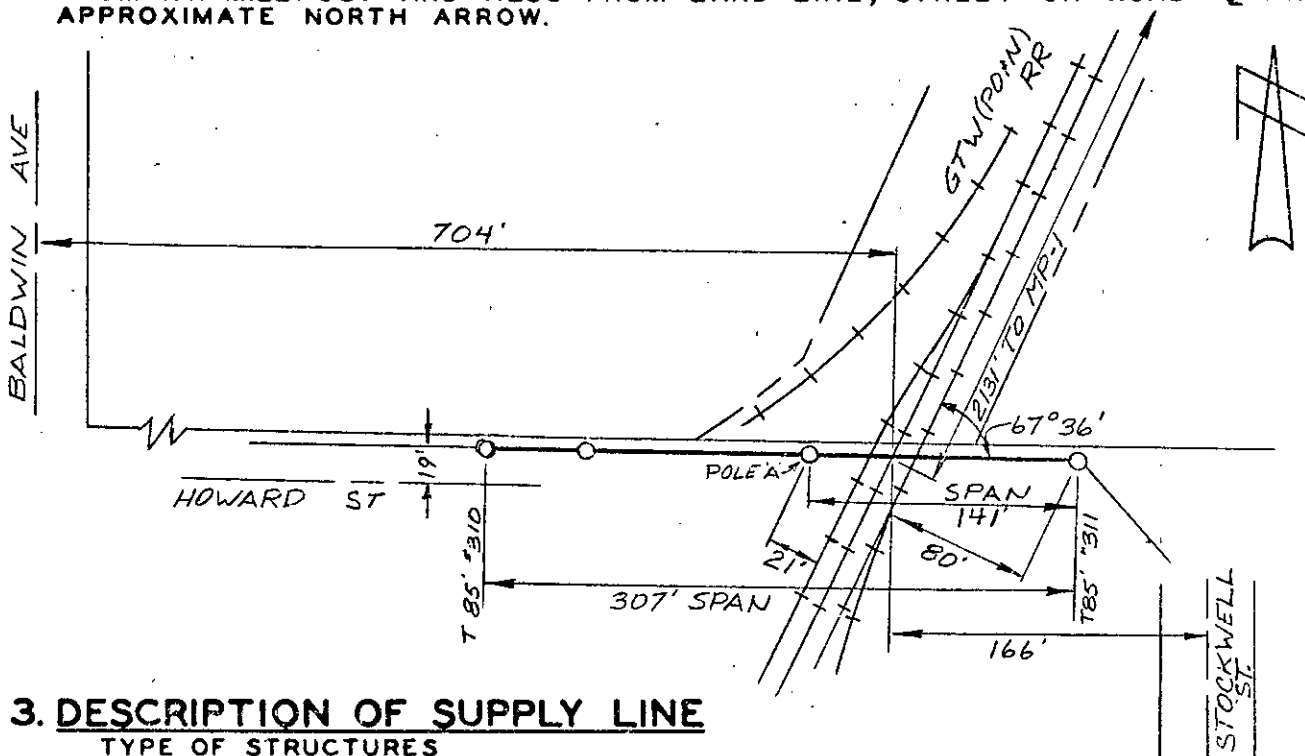 APPROXIMATE NORTH ARROW.
BALDWIN AVE
704'
GTW(PO+N)
RR
2131' TO MP-1
67°36'
19'
HOWARD ST
POLE A
SPAN
141'
21'
80'
T 85' #310
307' SPAN
T85' #311
166'
STOCKWELL
ST.
3. DESCRIPTION OF SUPPLY LINE
TYPE OF STRUCTURES